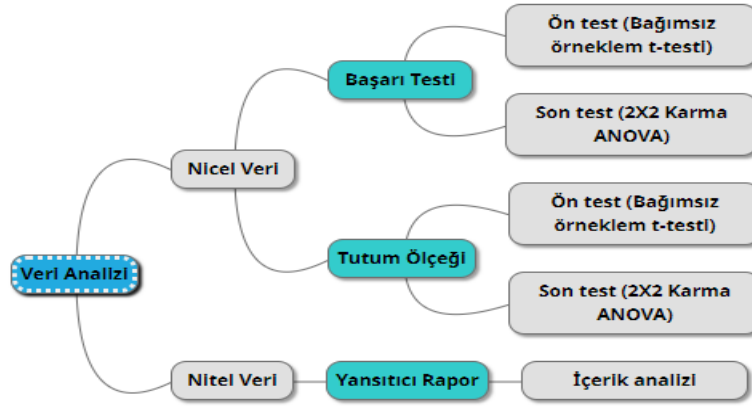 Veri Analizi
Nicel Veri
Başarı Testi
Ön test (Bağımsız
örneklem t-testi)
Son test (2X2 Karma
ANOVA)
Tutum Ölçeği
Ön test (Bağımsız
örneklem t-testi)
Son test (2X2 Karma
ANOVA)
Nitel Veri
Yansıtıcı Rapor
İçerik analizi